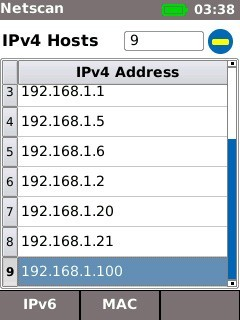 Netscan 03:38
IPv4 Hosts 9
IPv4 Address
3 192.168.1.1
4 192.168.1.5
5 192.168.1.6
6 192.168.1.2
7 192.168.1.20
8 192.168.1.21
9 192.168.1.100
IPv6 MAC